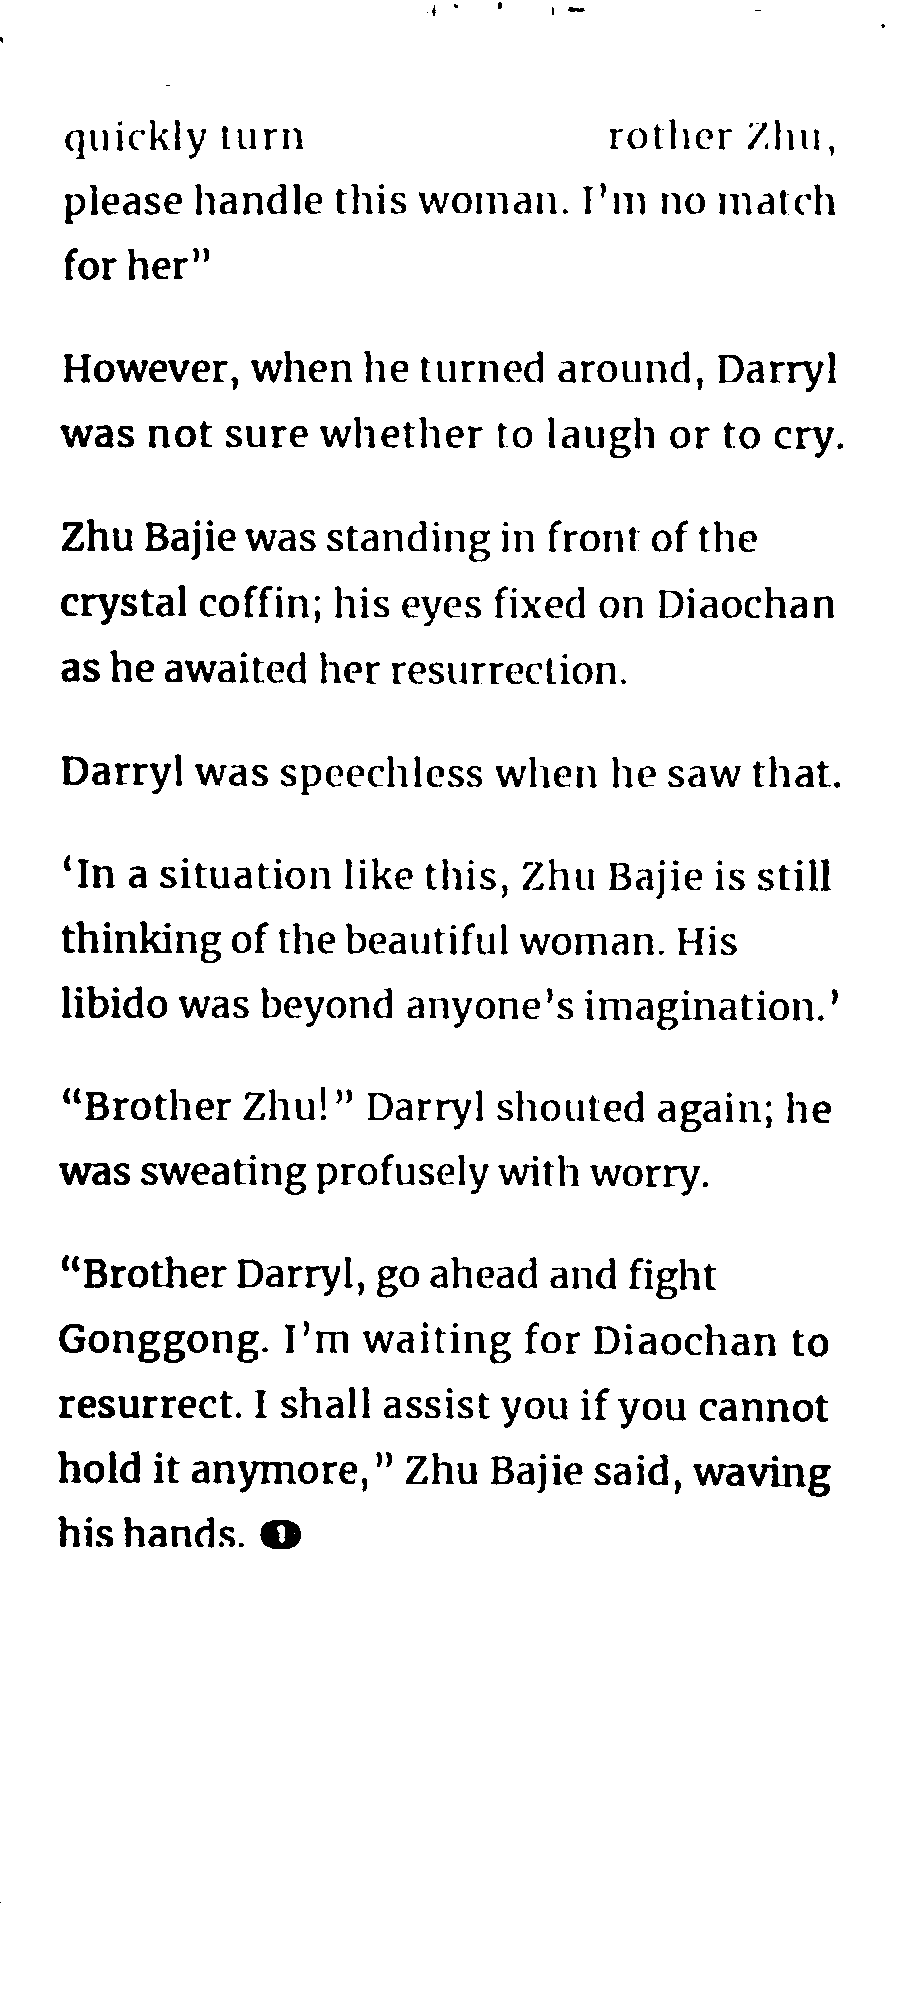 quickly turn rother Zhu,
please handle this woman. I'm no match
for her”
However, when he turned around, Darryl
was not sure whether to laugh or to cry.
Zhu Bajie was standing in front of the
crystal coffin; his eyes fixed on Diaochan
as he awaited her resurrection.
Darryl was speechless when he saw that.
‘In a situation like this, Zhu Bajie is still
thinking of the beautiful woman. His
libido was beyond anyone's imagination.’
“Brother Zhu!” Darryl shouted again; he
was sweating profusely with worry.
“Brother Darryl, go ahead and fight
Gonggong. I'm waiting for Diaochan to
resurrect. I shall assist you if you cannot
hold it anymore,” Zhu Bajie said, waving
his hands. 1